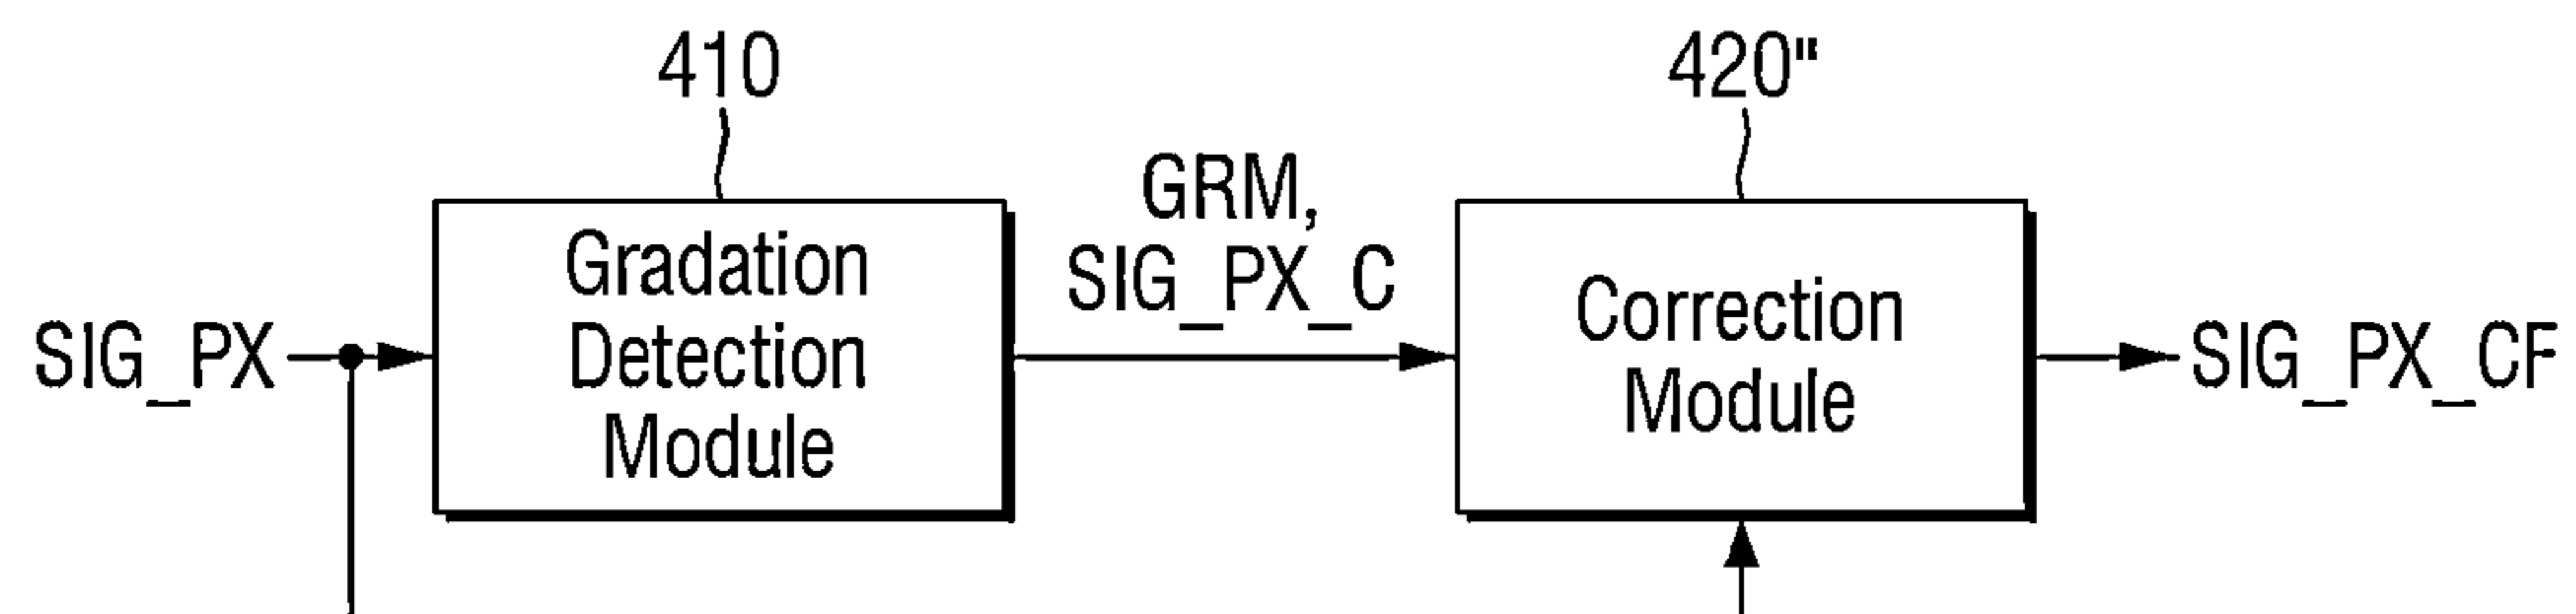 410
420"
GRM,
SIG_PX_C
Gradation
Detection
Module
Correction
Module
SIG_PX
SIG_PX_CF